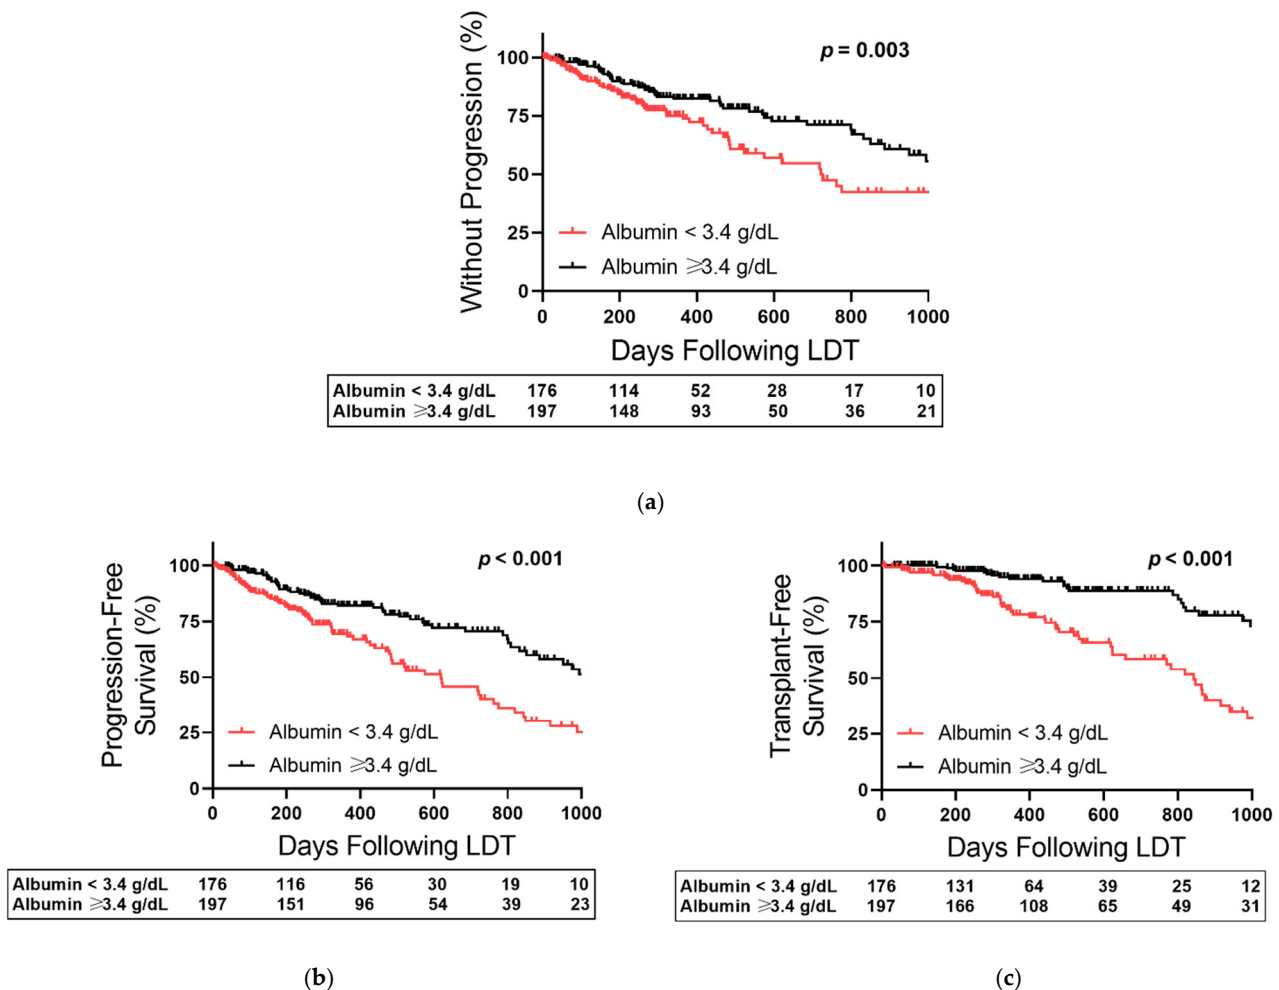 Without Progression (%)
p = 0.003
100
75
50
25
0
Albumin < 3.4 g/dL
Albumin ⩾3.4 g/dL
0 200 400 600 800 1000
Days Following LDT
Albumin < 3.4 g/dL 176 114 52 28 17 10
Albumin ⩾3.4 g/dL 197 148 93 50 36 21
(a)
Progression-Free
Survival (%)
p < 0.001
100
75
50
25
0
Albumin < 3.4 g/dL
Albumin ⩾3.4 g/dL
0 200 400 600 800 1000
Days Following LDT
Albumin < 3.4 g/dL 176 116 56 30 19 10
Albumin ⩾3.4 g/dL 197 151 96 54 39 23
(b)
Transplant-Free
Survival (%)
p < 0.001
100
75
50
25
0
Albumin < 3.4 g/dL
Albumin ⩾3.4 g/dL
0 200 400 600 800 1000
Days Following LDT
Albumin < 3.4 g/dL 176 131 64 39 25 12
Albumin ⩾3.4 g/dL 197 166 108 65 49 31
(c)